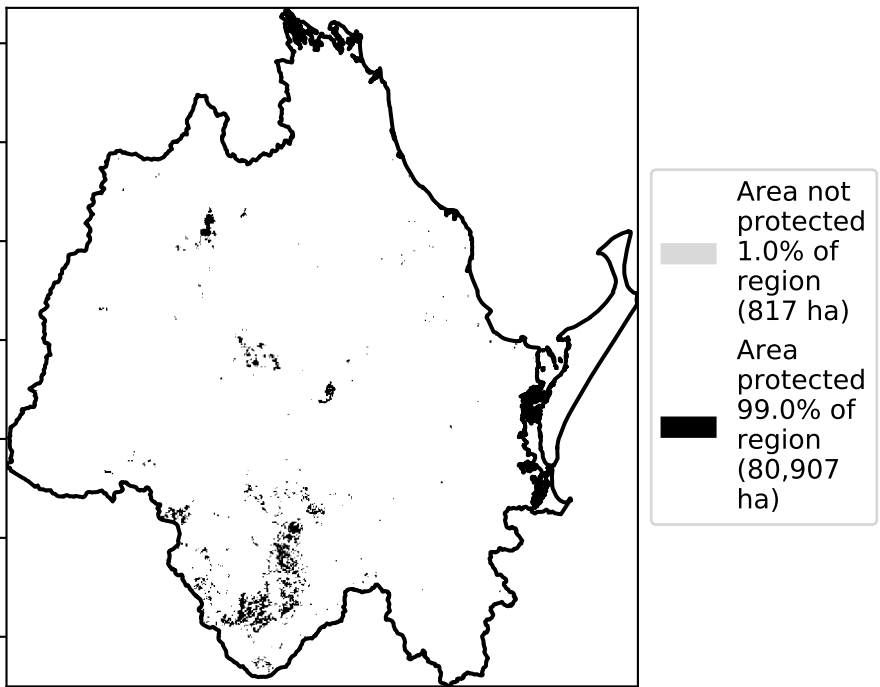 Area not
protected
1.0% of
region
(817 ha)
Area
protected
99.0% of
region
(80,907
ha)